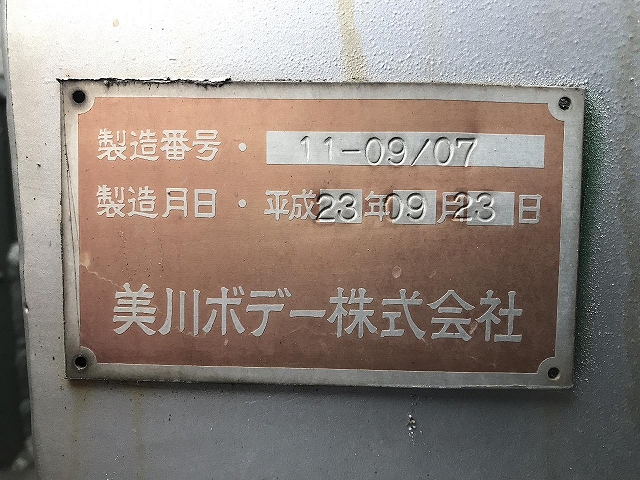 製造番号・ 11-09/07
製造月日・平成23年09月23日
美川ボデー株式会社